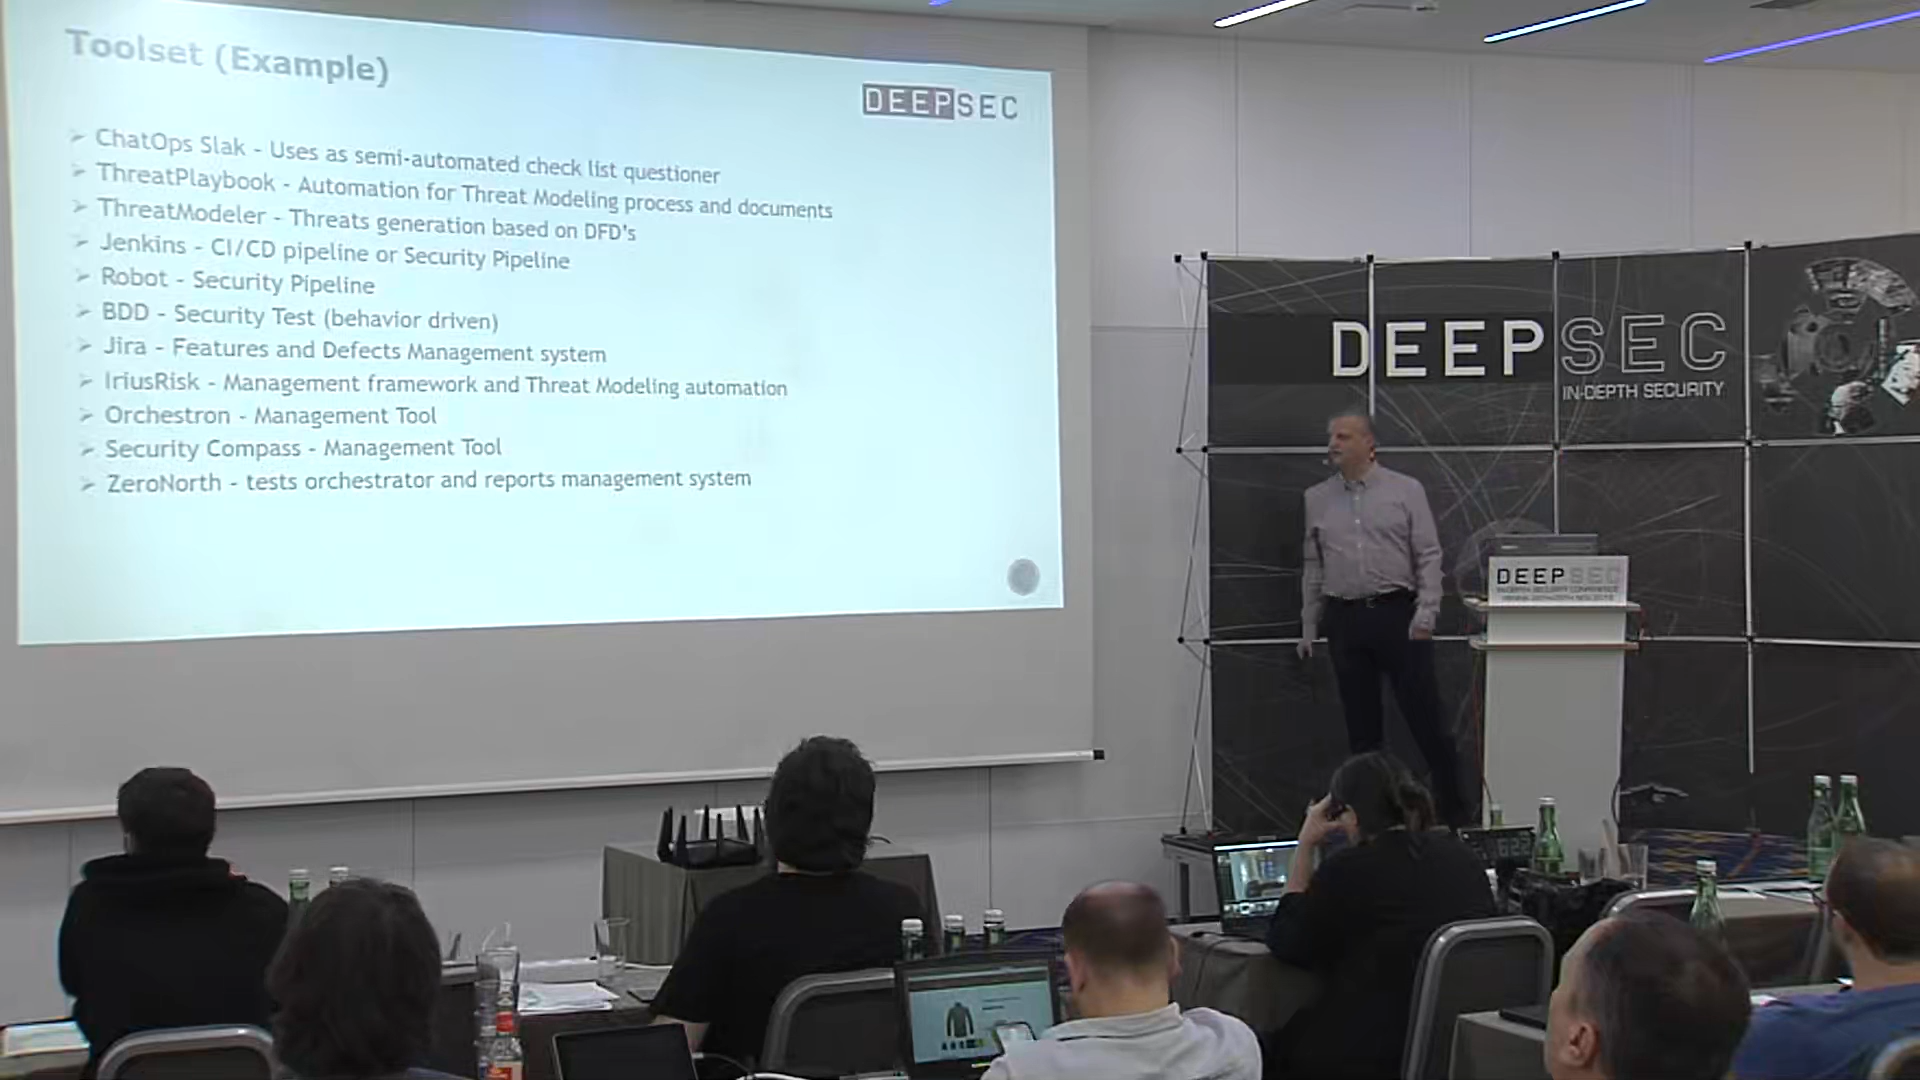 Toolset (Example)
DEEPSEC
ChatOps Slak - Uses as semi-automated check list questioner
ThreatPlaybook - Automation for Threat Modeling process and documents
ThreatModeler - Threats generation based on DFD's
Jenkins - CI/CD pipeline or Security Pipeline
Robot - Security Pipeline
BDD - Security Test (behavior driven)
Jira - Features and Defects Management system
IriusRisk - Management framework and Threat Modeling automation
Orchestron - Management Tool
Security Compass - Management Tool
ZeroNorth - tests orchestrator and reports management system
DEEPSEC
IN-DEPTH SECURITY
DEEPSEC